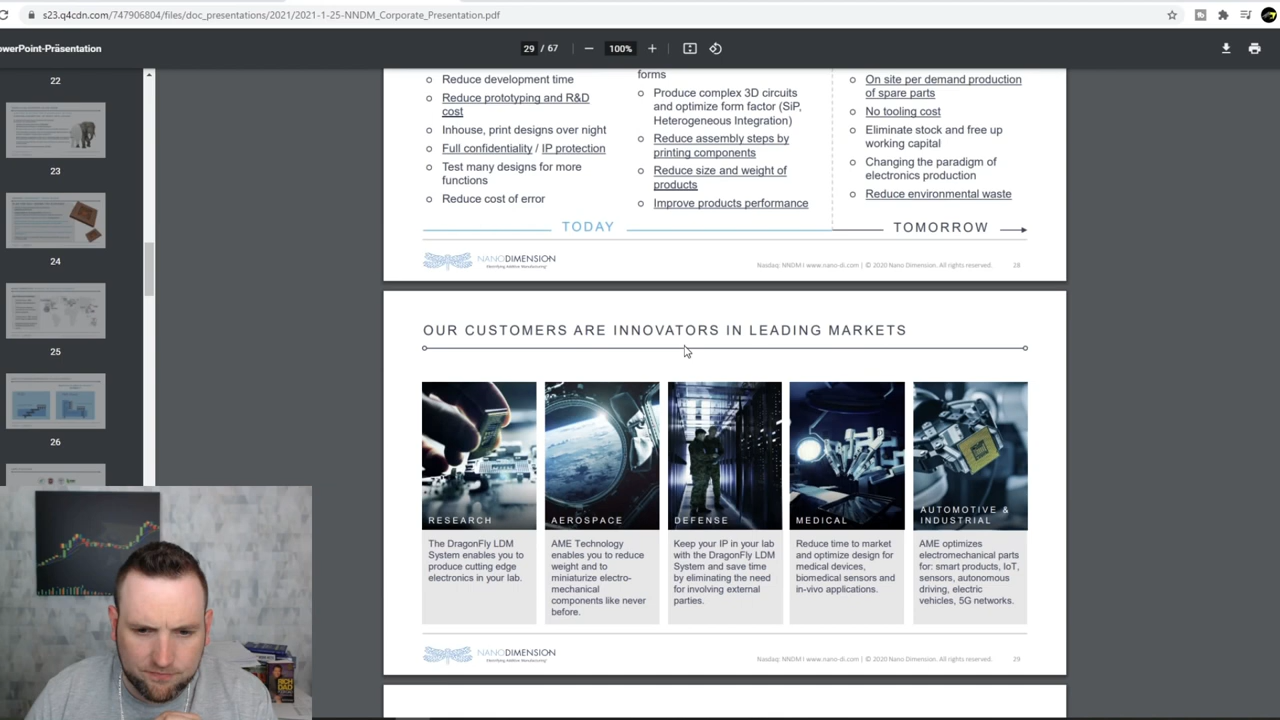 s23.q4cdn.com/747906804/files/doc_presentations/2021/2021-1-25-NNDM_Corporate_Presentation.pdf
owerPoint-Präsentation
29 / 67
100%
22
23
24
25
26
Reduce development time
Reduce prototyping and R&D
cost
Inhouse, print designs over night
Full confidentiality / IP protection
Test many designs for more
functions
Reduce cost of error
forms
Produce complex 3D circuits
and optimize form factor (SiP,
Heterogeneous Integration)
Reduce assembly steps by
printing components
Reduce size and weight of
products
Improve products performance
On site per demand production
of spare parts
No tooling cost
Eliminate stock and free up
working capital
Changing the paradigm of
electronics production
Reduce environmental waste
TODAY
TOMORROW
NANODIMENSION
Electrifying Additive Manufacturing
Nasdaq: NNDM I www.nano-di.com | © 2020 Nano Dimension. All rights reserved.
28
OUR CUSTOMERS ARE INNOVATORS IN LEADING MARKETS
RESEARCH
The DragonFly LDM
System enables you to
produce cutting edge
electronics in your lab.
AEROSPACE
AME Technology
enables you to reduce
weight and to
miniaturize electro-
mechanical
components like never
before.
DEFENSE
Keep your IP in your lab
with the DragonFly LDM
System and save time
by eliminating the need
for involving external
parties.
MEDICAL
Reduce time to market
and optimize design for
medical devices,
biomedical sensors and
in-vivo applications.
AUTOMOTIVE &
INDUSTRIAL
AME optimizes
electromechanical parts
for: smart products, IoT,
sensors, autonomous
driving, electric
vehicles, 5G networks.
NANODIMENSION
Electrifying Additive Manufacturing
Nasdaq: NNDM I www.nano-di.com | © 2020 Nano Dimension. All rights reserved.
29
RICH
DAD